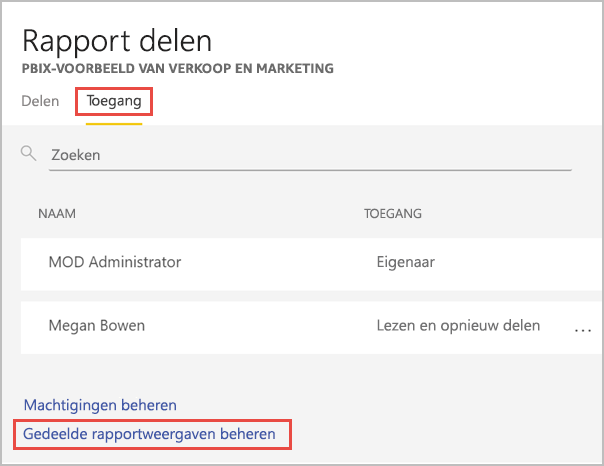 Rapport delen
PBIX-VOORBEELD VAN VERKOOP EN MARKETING
Delen Toegang
Zoeken
NAAM TOEGANG
MOD Administrator Eigenaar
Megan Bowen Lezen en opnieuw delen ...
Machtigingen beheren
Gedeelde rapportweergaven beheren